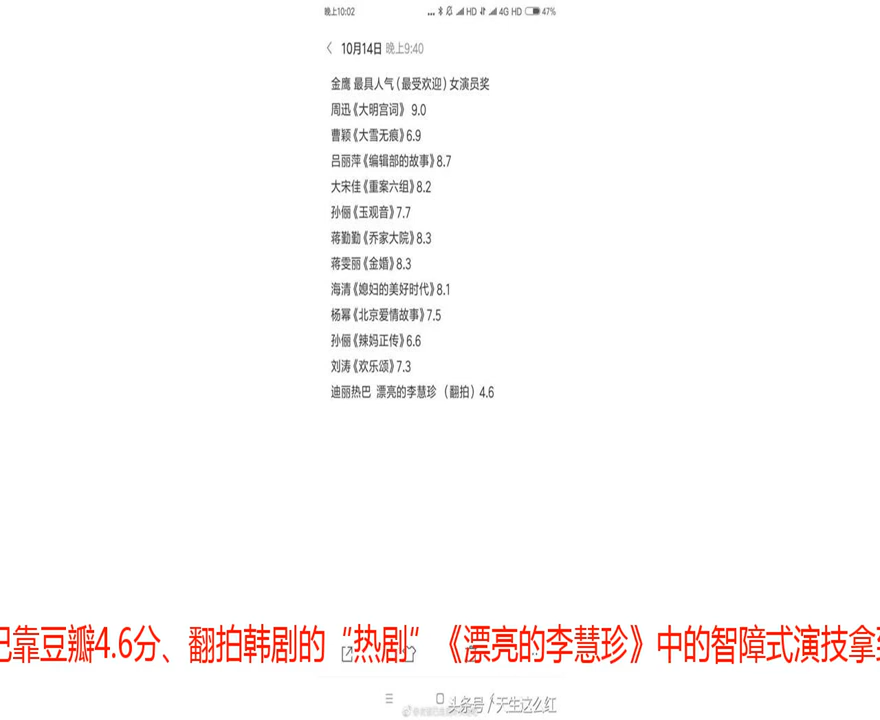 晚上10:02 ... HD 4G HD 47%
10月14日 晚上9:40
金鹰 最具人气(最受欢迎)女演员奖
周迅《大明宫词》 9.0
曹颖《大雪无痕》6.9
吕丽萍《编辑部的故事》8.7
大宋佳《重案六组》8.2
孙俪《玉观音》7.7
蒋勤勤《乔家大院》8.3
蒋雯丽《金婚》8.3
海清《媳妇的美好时代》8.1
杨幂《北京爱情故事》7.5
孙俪《辣妈正传》6.6
刘涛《欢乐颂》7.3
迪丽热巴 漂亮的李慧珍 (翻拍) 4.6
巴靠豆瓣4.6分、翻拍韩剧的“热剧”《漂亮的李慧珍》中的智障式演技拿到
头条号 / 天生这么红